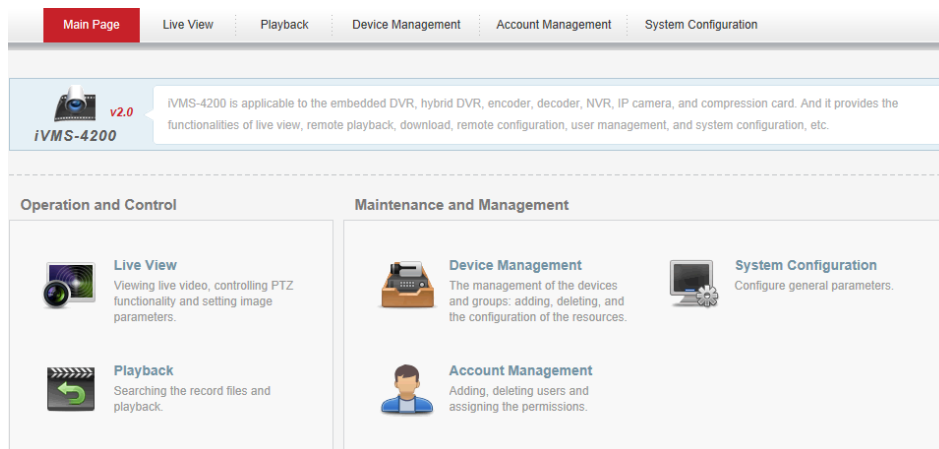 Main Page Live View Playback Device Management Account Management System Configuration
v2.0
iVMS-4200
iVMS-4200 is applicable to the embedded DVR, hybrid DVR, encoder, decoder, NVR, IP camera, and compression card. And it provides the
functionalities of live view, remote playback, download, remote configuration, user management, and system configuration, etc.
Operation and Control
Live View
Viewing live video, controlling PTZ
functionality and setting image
parameters.
Playback
Searching the record files and
playback.
Maintenance and Management
Device Management
The management of the devices
and groups: adding, deleting, and
the configuration of the resources.
System Configuration
Configure general parameters.
Account Management
Adding, deleting users and
assigning the permissions.